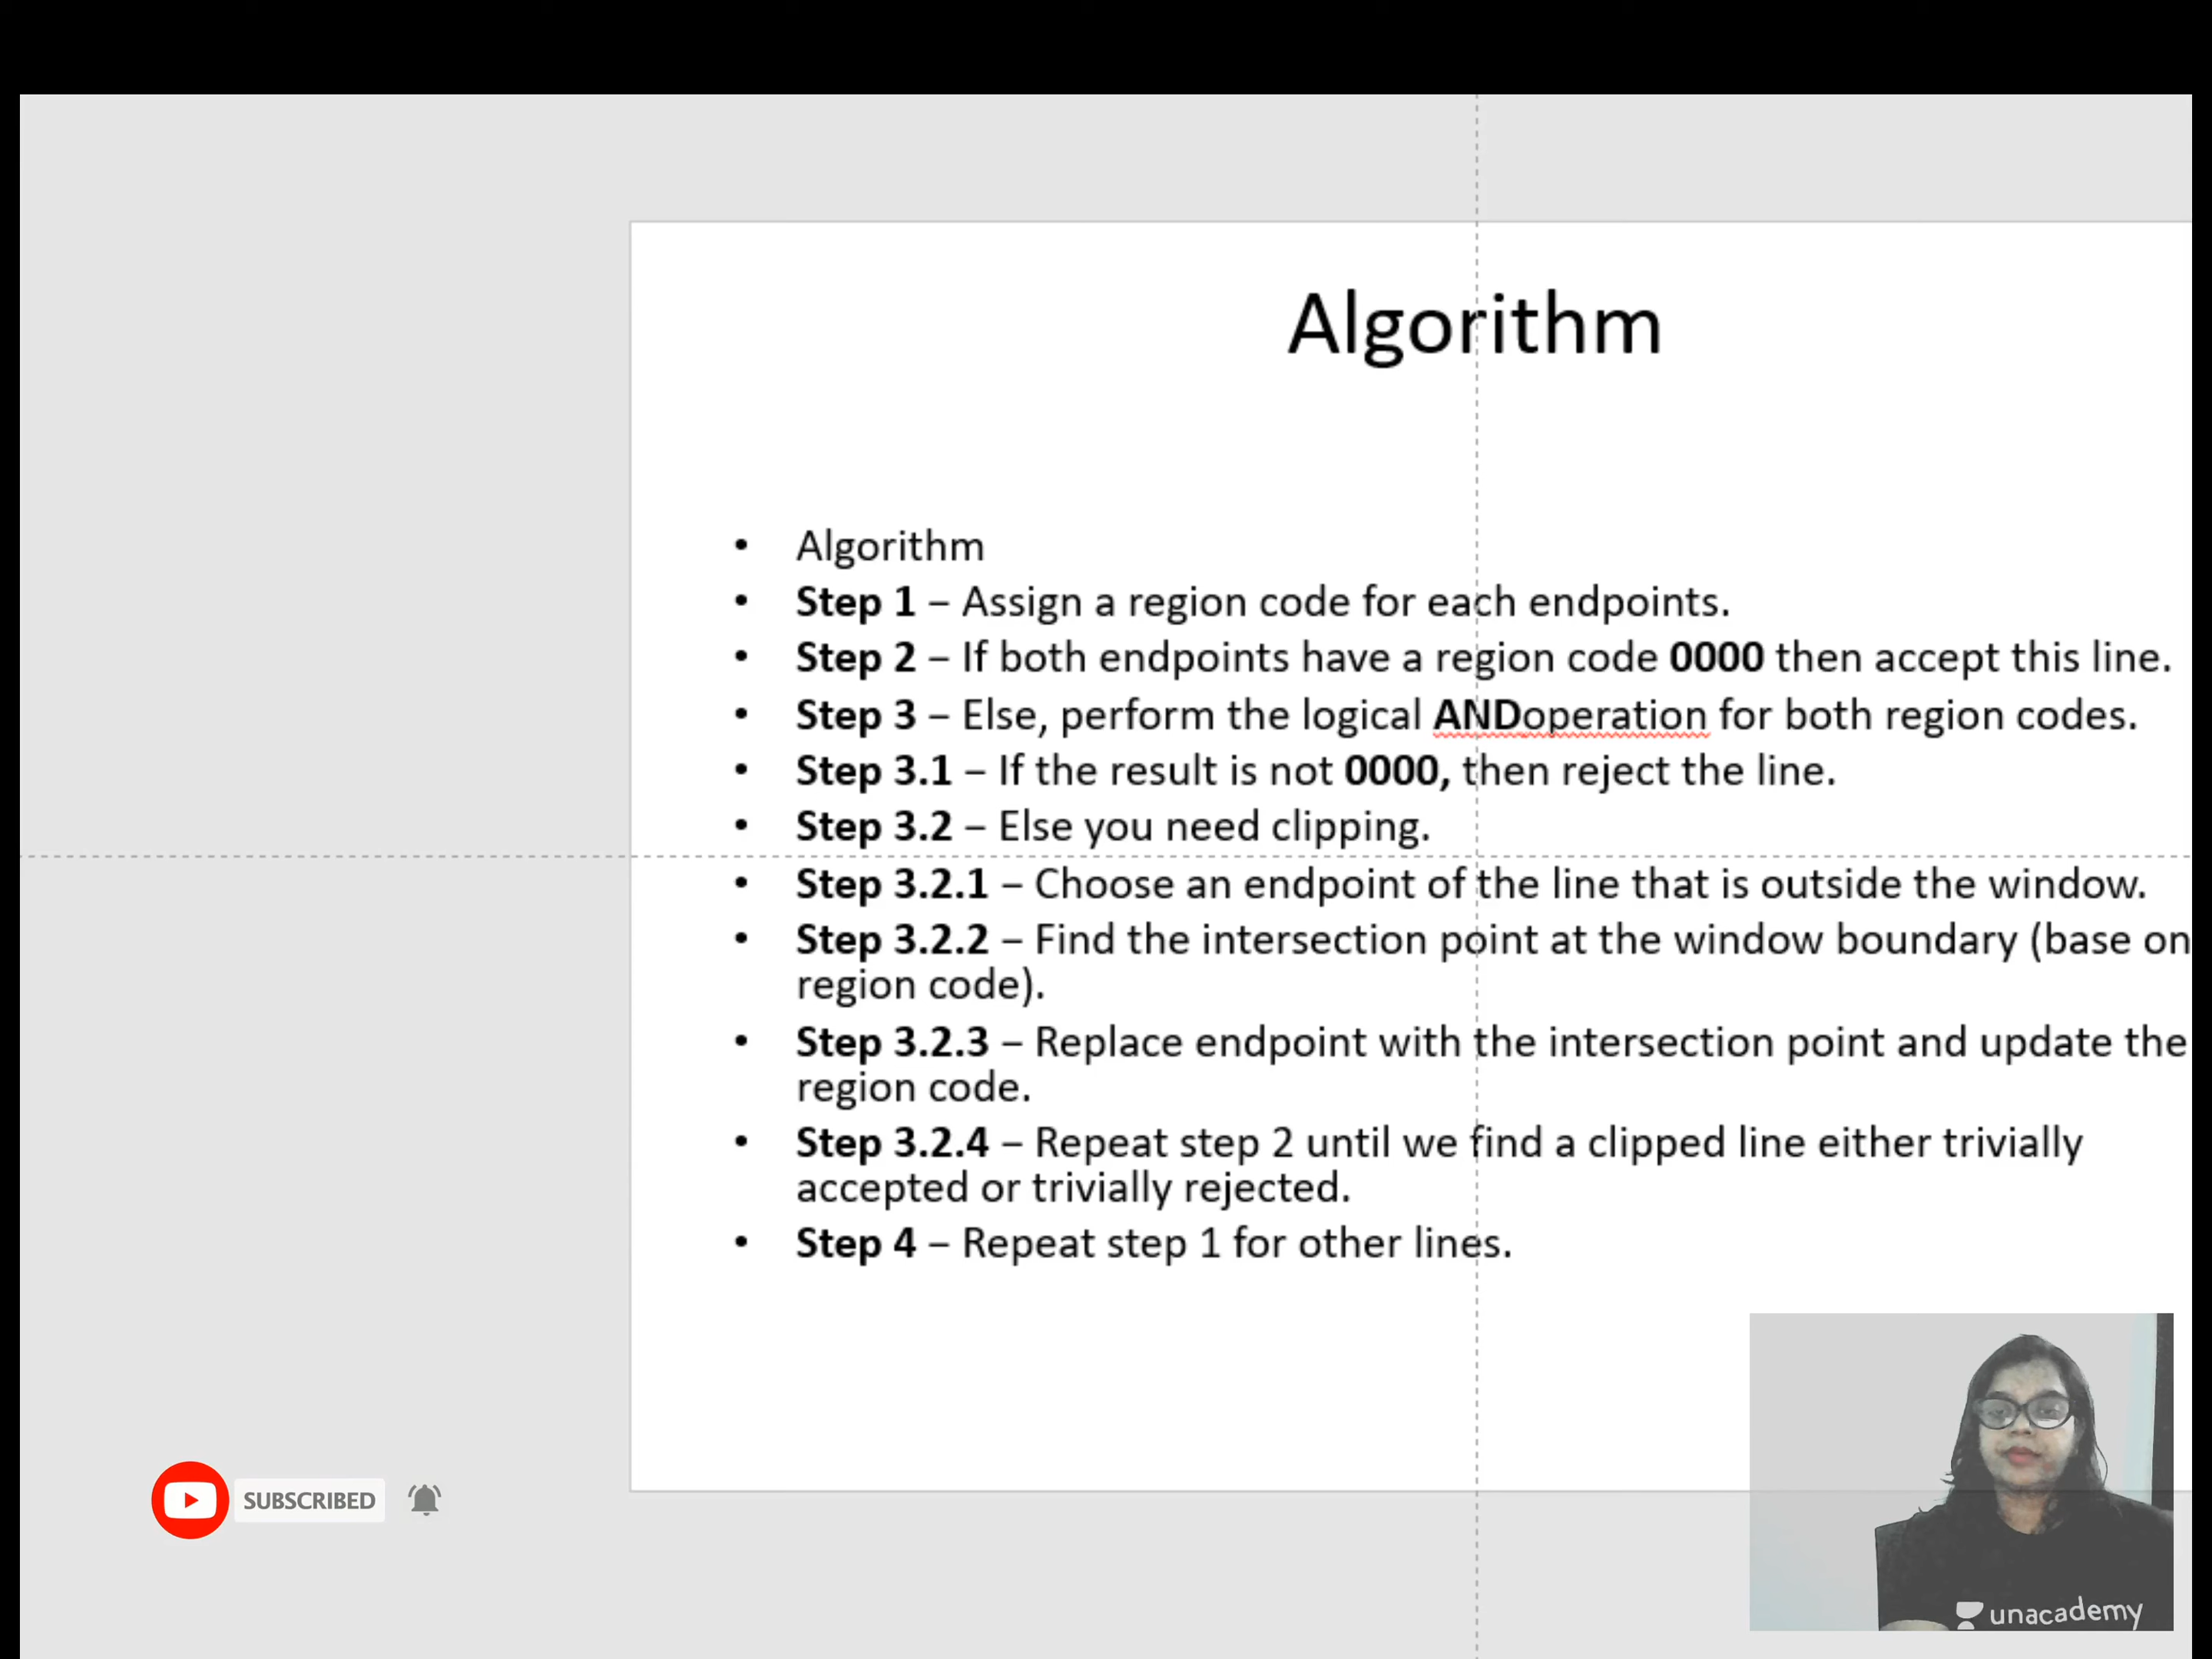 Algorithm
• Algorithm
• Step 1 – Assign a region code for each endpoints.
• Step 2 – If both endpoints have a region code 0000 then accept this line.
• Step 3 – Else, perform the logical ANDoperation for both region codes.
• Step 3.1 – If the result is not 0000, then reject the line.
• Step 3.2 – Else you need clipping.
• Step 3.2.1 – Choose an endpoint of the line that is outside the window.
• Step 3.2.2 – Find the intersection point at the window boundary (base on
region code).
• Step 3.2.3 – Replace endpoint with the intersection point and update the
region code.
• Step 3.2.4 – Repeat step 2 until we find a clipped line either trivially
accepted or trivially rejected.
• Step 4 – Repeat step 1 for other lines.
SUBSCRIBED
unacademy